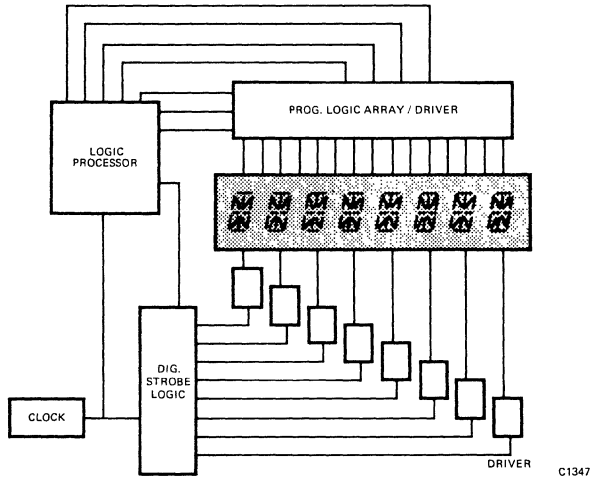 PROG. LOGIC ARRAY / DRIVER
LOGIC
PROCESSOR
DIG.
STROBE
LOGIC
CLOCK
DRIVER
C1347